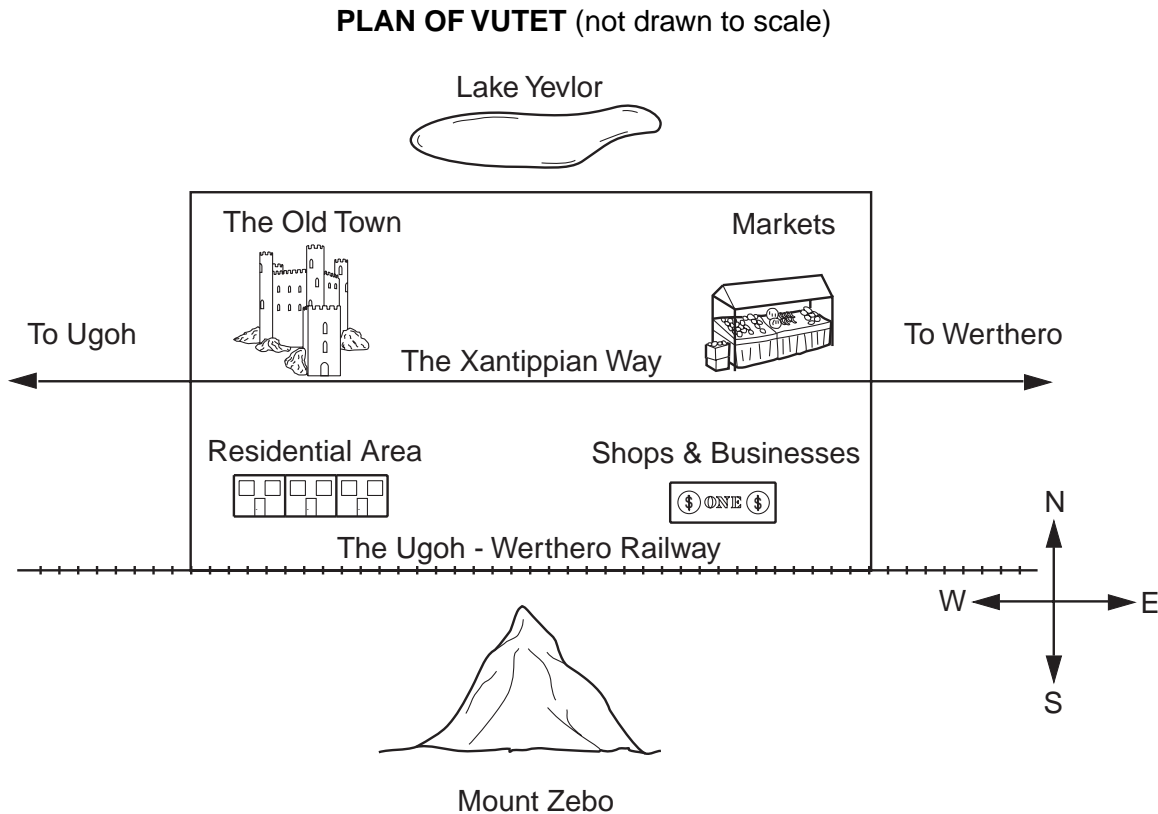 PLAN OF VUTET (not drawn to scale)
Lake Yevlor
The Old Town
Markets
To Ugoh
The Xantippian Way
To Werthero
Residential Area
Shops & Businesses
$ ONE $
The Ugoh - Werthero Railway
N
W
E
S
Mount Zebo